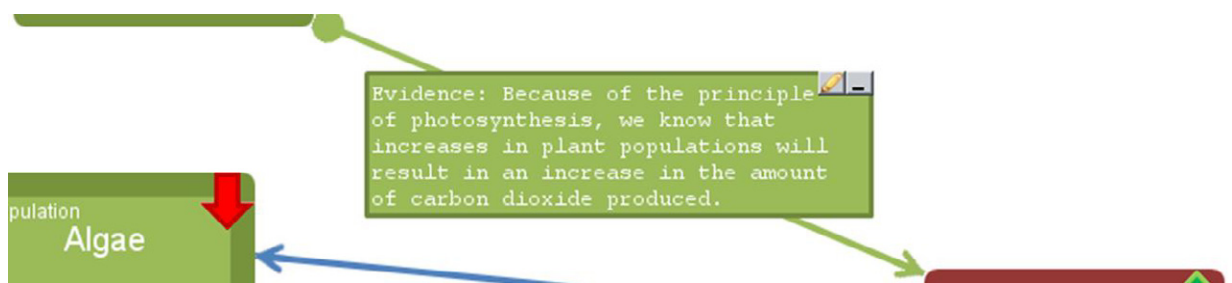 Evidence: Because of the principle
of photosynthesis, we know that
increases in plant populations will
result in an increase in the amount
of carbon dioxide produced.
pulation
Algae